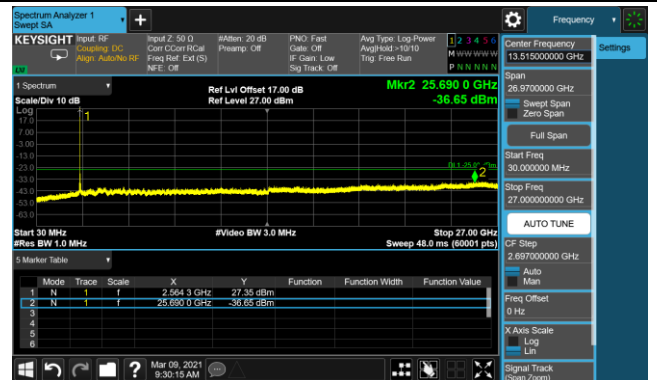 Spectrum Analyzer 1
Swept SA
+
Frequency
KEYSIGHT
Input: RF
Coupling: DC
Align: Auto/No RF
Input Z: 50 Ω
Corr CCorr RCal
Freq Ref: Ext (S)
NFE: Off
#Atten: 20 dB
Preamp: Off
PNO: Fast
Gate: Off
IF Gain: Low
Sig Track: Off
Avg Type: Log-Power
Avg|Hold:>10/10
Trig: Free Run
1 2 3 4 5 6
M W W W W W
P N N N N N
1 Spectrum
Scale/Div 10 dB
Ref Lvl Offset 17.00 dB
Ref Level 27.00 dBm
Mkr2 25.690 0 GHz
-36.65 dBm
Log
17.0
7.00
-3.00
-13.0
-23.0
-33.0
-43.0
-53.0
-63.0
1
2
Start 30 MHz
#Res BW 1.0 MHz
#Video BW 3.0 MHz
Stop 27.00 GHz
Sweep 48.0 ms (60001 pts)
5 Marker Table
Mode Trace Scale X Y Function Function Width Function Value
1 N 1 f 2.564 3 GHz 27.35 dBm
2 N 1 f 25.690 0 GHz -36.65 dBm
3
4
5
6
Mar 09, 2021
9:30:15 AM
?
Center Frequency
13.515000000 GHz
Settings
Span
26.9700000 GHz
Swept Span
Zero Span
Full Span
Start Freq
30.000000 MHz
Stop Freq
27.000000000 GHz
AUTO TUNE
CF Step
2.697000000 GHz
Auto
Man
Freq Offset
0 Hz
X Axis Scale
Log
Lin
Signal Track
(Span Zoom)